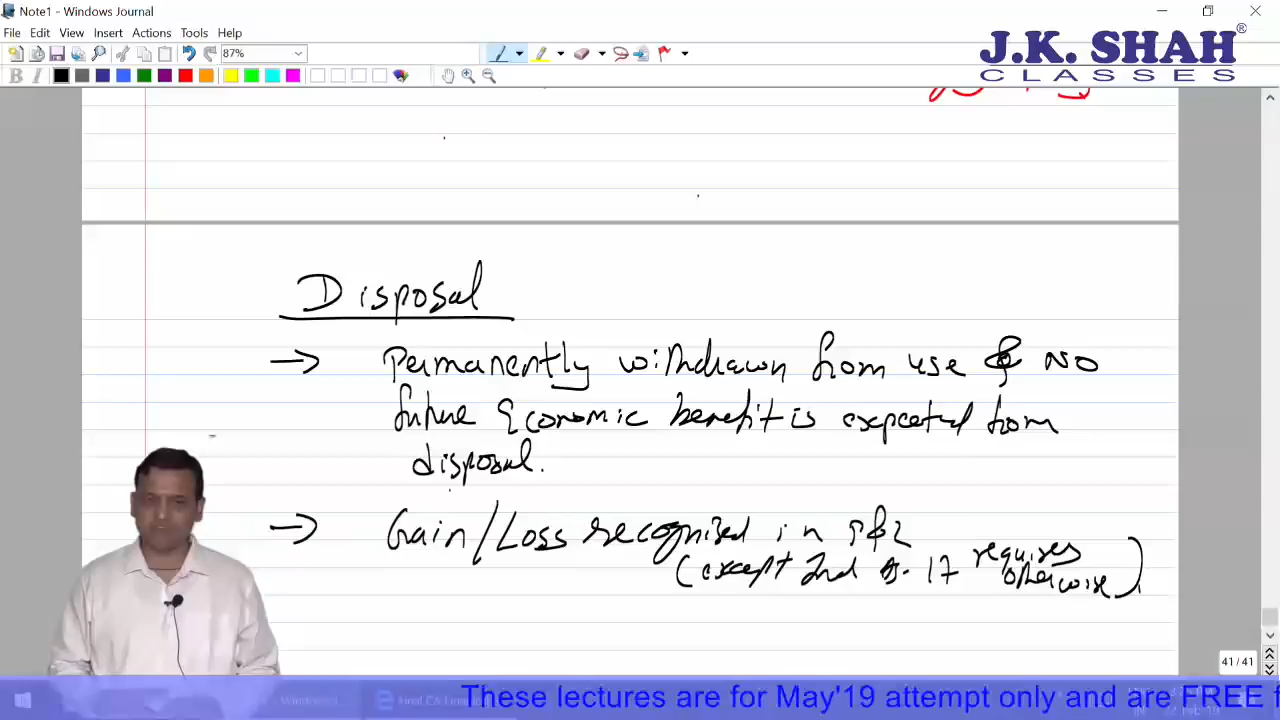 Note1 - Windows Journal
File Edit View Insert Actions Tools Help
87%
J.K. SHAH®
CLASSES
Disposal
→ Permanently withdrawn from use & NO
future Economic benefit is expected from
disposal.
→ Gain/Loss recognised in P&L
(except Ind As. 17 requires
otherwise).
41 / 41
These lectures are for May'19 attempt only and are FREE f